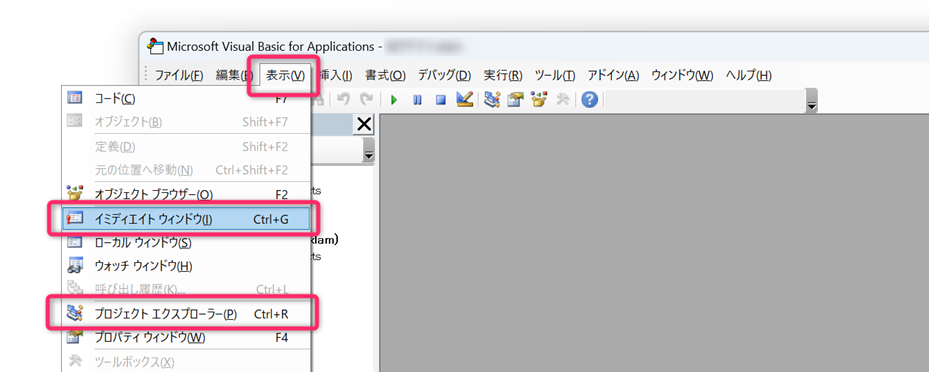 Microsoft Visual Basic for Applications -
ファイル(F) 編集(E) 表示(V) 挿入(I) 書式(O) デバッグ(D) 実行(R) ツール(T) アドイン(A) ウィンドウ(W) ヘルプ(H)
コード(C) F7
オブジェクト(B) Shift+F7
定義(D) Shift+F2
元の位置へ移動(N) Ctrl+Shift+F2
オブジェクト ブラウザー(O) F2
イミディエイト ウィンドウ(I) Ctrl+G
ローカル ウィンドウ(S)
ウォッチ ウィンドウ(H)
呼び出し履歴(K)... Ctrl+L
プロジェクト エクスプローラー(P) Ctrl+R
プロパティ ウィンドウ(W) F4
ツールボックス(X)